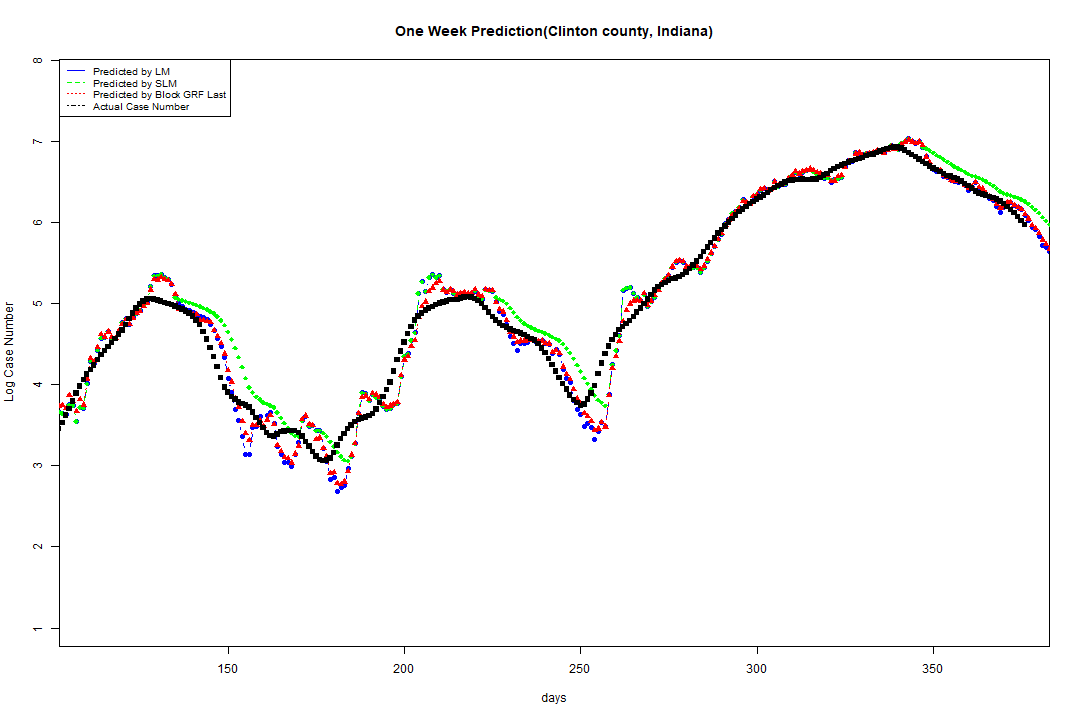 One Week Prediction(Clinton county, Indiana)
Predicted by LM
Predicted by SLM
Predicted by Block GRF Last
Actual Case Number
8
7
6
5
4
3
2
1
Log Case Number
150 200 250 300 350
days